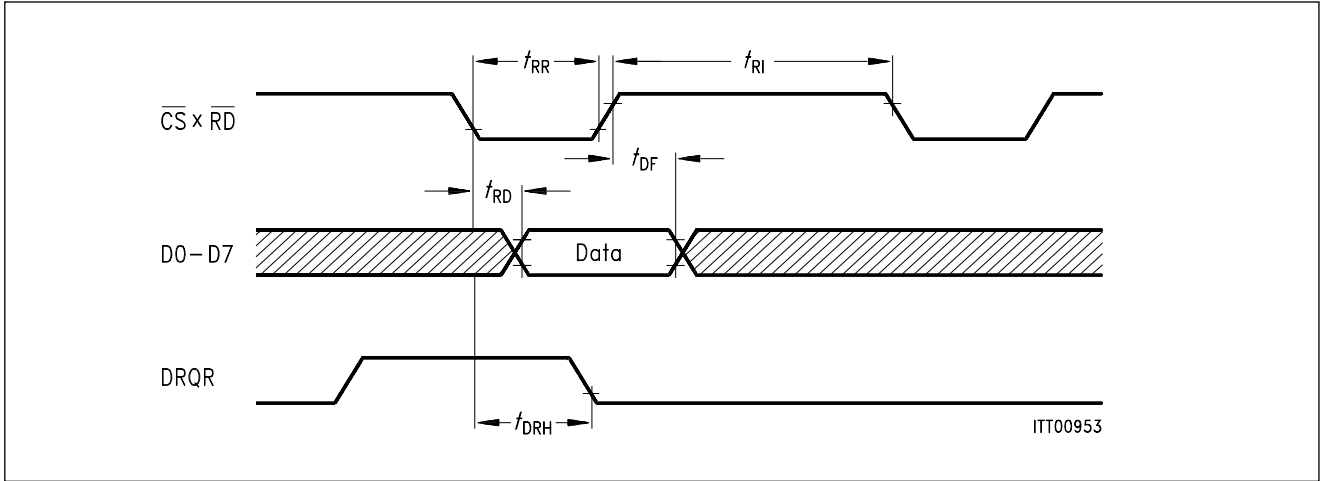 tRR
tRI
CS x RD
tDF
tRD
D0-D7
Data
DRQR
tDRH
ITT00953